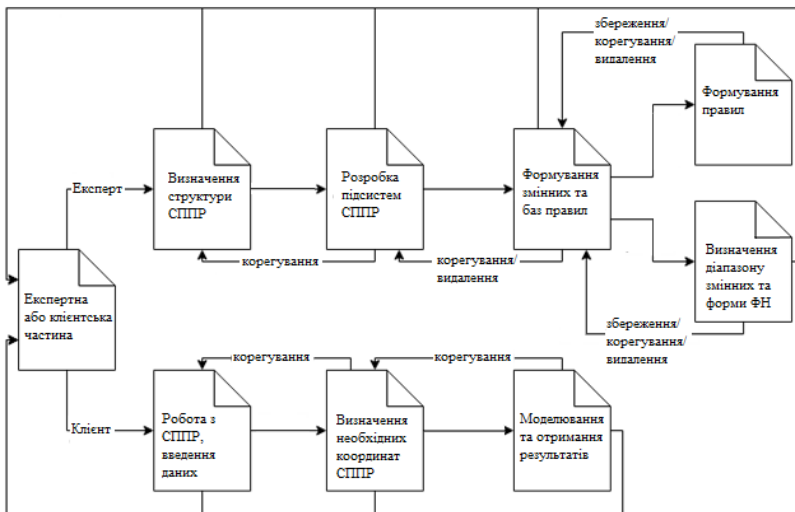 збереження/
корегування/
видалення
Формування
правил
Експерт
Визначення
структури
СППР
Розробка
підсистем
СППР
Формування
змінних та
баз правил
корегування
корегування/
видалення
Визначення
діапазону
змінних та
форми ФН
Експертна
або клієнтська
частина
збереження/
корегування/
видалення
корегування
корегування
Клієнт
Робота з
СППР,
введення
даних
Визначення
необхідних
координат
СППР
Моделювання
та отримання
результатів